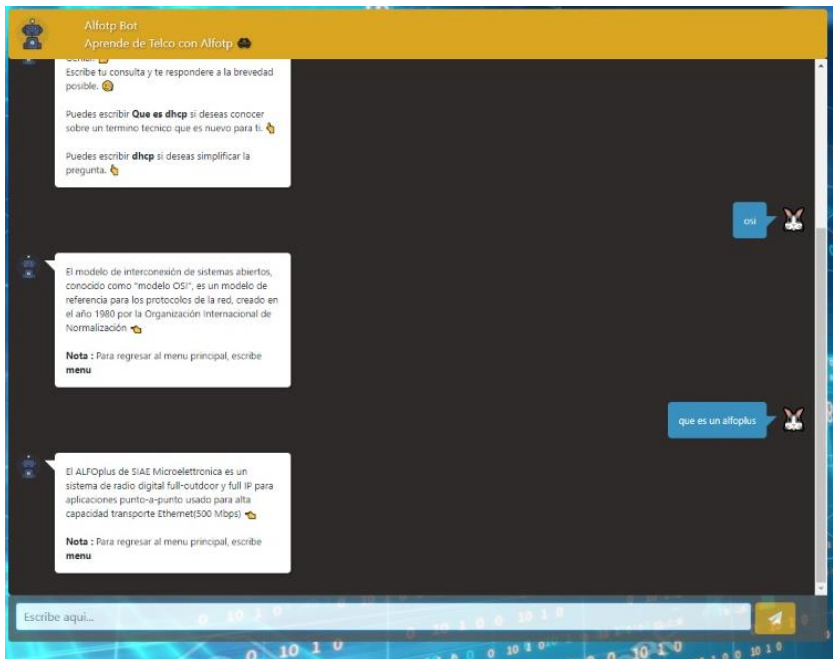 Alfotp Bot
Aprende de Telco con Alfotp
Genial.
Escribe tu consulta y te respondere a la brevedad
posible.
Puedes escribir Que es dhcp si deseas conocer
sobre un termino tecnico que es nuevo para ti.
Puedes escribir dhcp si deseas simplificar la
pregunta.
osi
El modelo de interconexión de sistemas abiertos,
conocido como "modelo OSI", es un modelo de
referencia para los protocolos de la red, creado en
el año 1980 por la Organización Internacional de
Normalización
Nota : Para regresar al menu principal, escribe
menu
que es un alfoplus
El ALFOplus de SIAE Microelettronica es un
sistema de radio digital full-outdoor y full IP para
aplicaciones punto-a-punto usado para alta
capacidad transporte Ethernet(500 Mbps)
Nota : Para regresar al menu principal, escribe
menu
Escribe aqui...